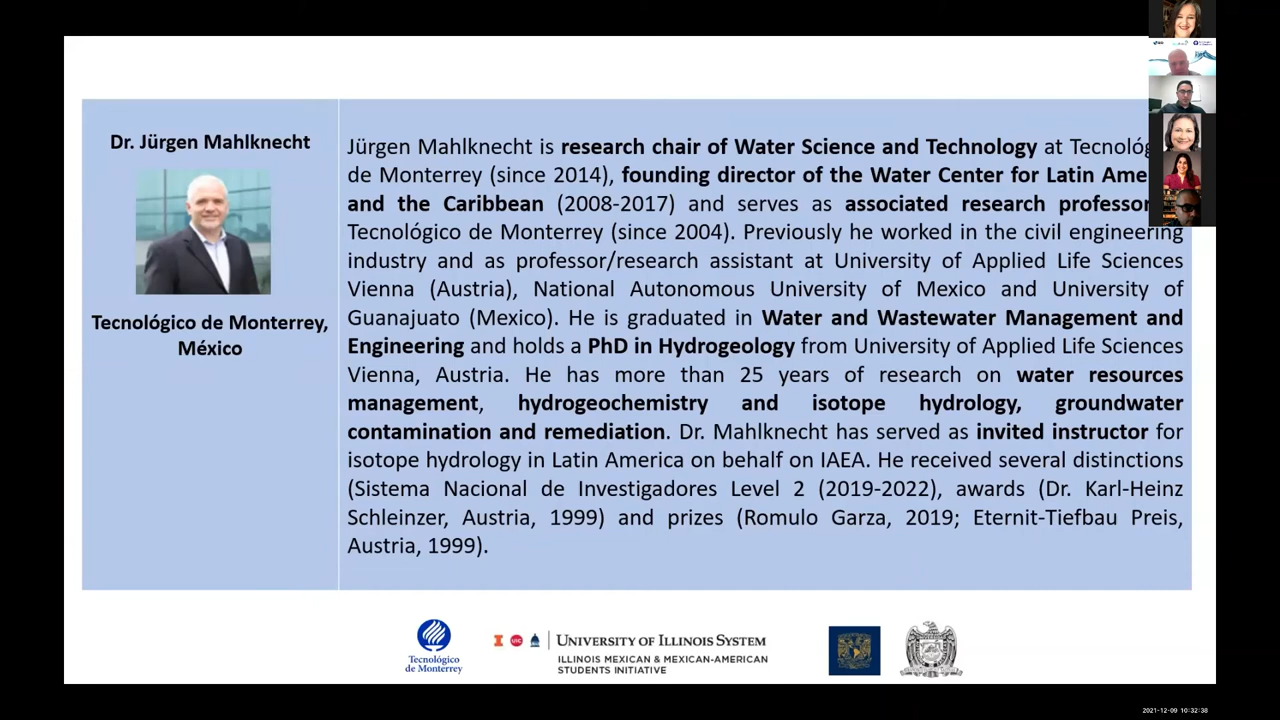 Dr. Jürgen Mahlknecht
Tecnológico de Monterrey,
México
Jürgen Mahlknecht is research chair of Water Science and Technology at Tecnológ
de Monterrey (since 2014), founding director of the Water Center for Latin Ame
and the Caribbean (2008-2017) and serves as associated research professor
Tecnológico de Monterrey (since 2004). Previously he worked in the civil engineering
industry and as professor/research assistant at University of Applied Life Sciences
Vienna (Austria), National Autonomous University of Mexico and University of
Guanajuato (Mexico). He is graduated in Water and Wastewater Management and
Engineering and holds a PhD in Hydrogeology from University of Applied Life Sciences
Vienna, Austria. He has more than 25 years of research on water resources
management, hydrogeochemistry and isotope hydrology, groundwater
contamination and remediation. Dr. Mahlknecht has served as invited instructor for
isotope hydrology in Latin America on behalf on IAEA. He received several distinctions
(Sistema Nacional de Investigadores Level 2 (2019-2022), awards (Dr. Karl-Heinz
Schleinzer, Austria, 1999) and prizes (Romulo Garza, 2019; Eternit-Tiefbau Preis,
Austria, 1999).
Tecnológico
de Monterrey
I UIC
UNIVERSITY OF ILLINOIS SYSTEM
ILLINOIS MEXICAN & MEXICAN-AMERICAN
STUDENTS INITIATIVE
2021-12-09 10:32:38